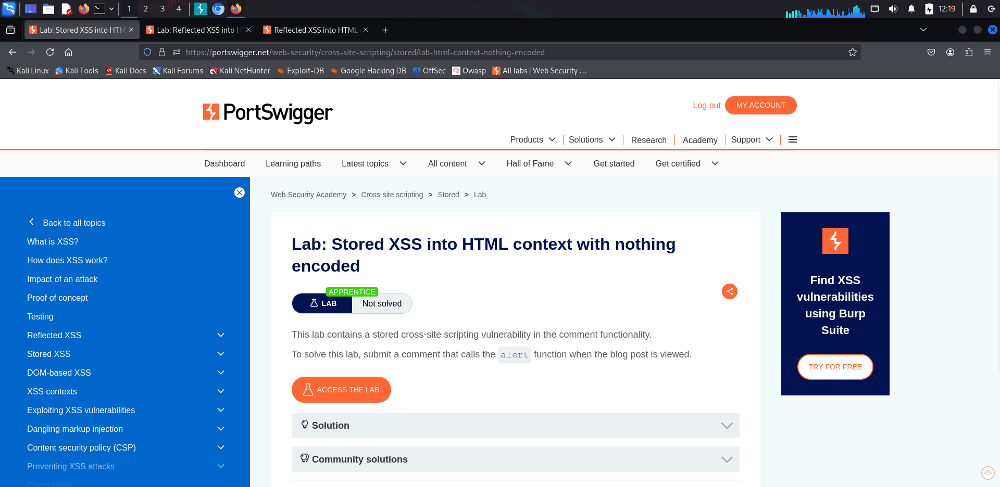 1 2 3 4
12:19
Lab: Stored XSS into HTM
Lab: Reflected XSS into H
Reflected XSS into HTML
https://portswigger.net/web-security/cross-site-scripting/stored/lab-html-context-nothing-encoded
Kali Linux Kali Tools Kali Docs Kali Forums Kali NetHunter Exploit-DB Google Hacking DB OffSec Owasp All labs | Web Security ...
PortSwigger
Log out MY ACCOUNT
Products Solutions Research Academy Support
Dashboard Learning paths Latest topics All content Hall of Fame Get started Get certified
Back to all topics
What is XSS?
How does XSS work?
Impact of an attack
Proof of concept
Testing
Reflected XSS
Stored XSS
DOM-based XSS
XSS contexts
Exploiting XSS vulnerabilities
Dangling markup injection
Content security policy (CSP)
Preventing XSS attacks
Cheat sheet
Web Security Academy > Cross-site scripting > Stored > Lab
Lab: Stored XSS into HTML context with nothing
encoded
APPRENTICE
LAB Not solved
This lab contains a stored cross-site scripting vulnerability in the comment functionality.
To solve this lab, submit a comment that calls the alert function when the blog post is viewed.
ACCESS THE LAB
Solution
Community solutions
Find XSS
vulnerabilities
using Burp
Suite
TRY FOR FREE